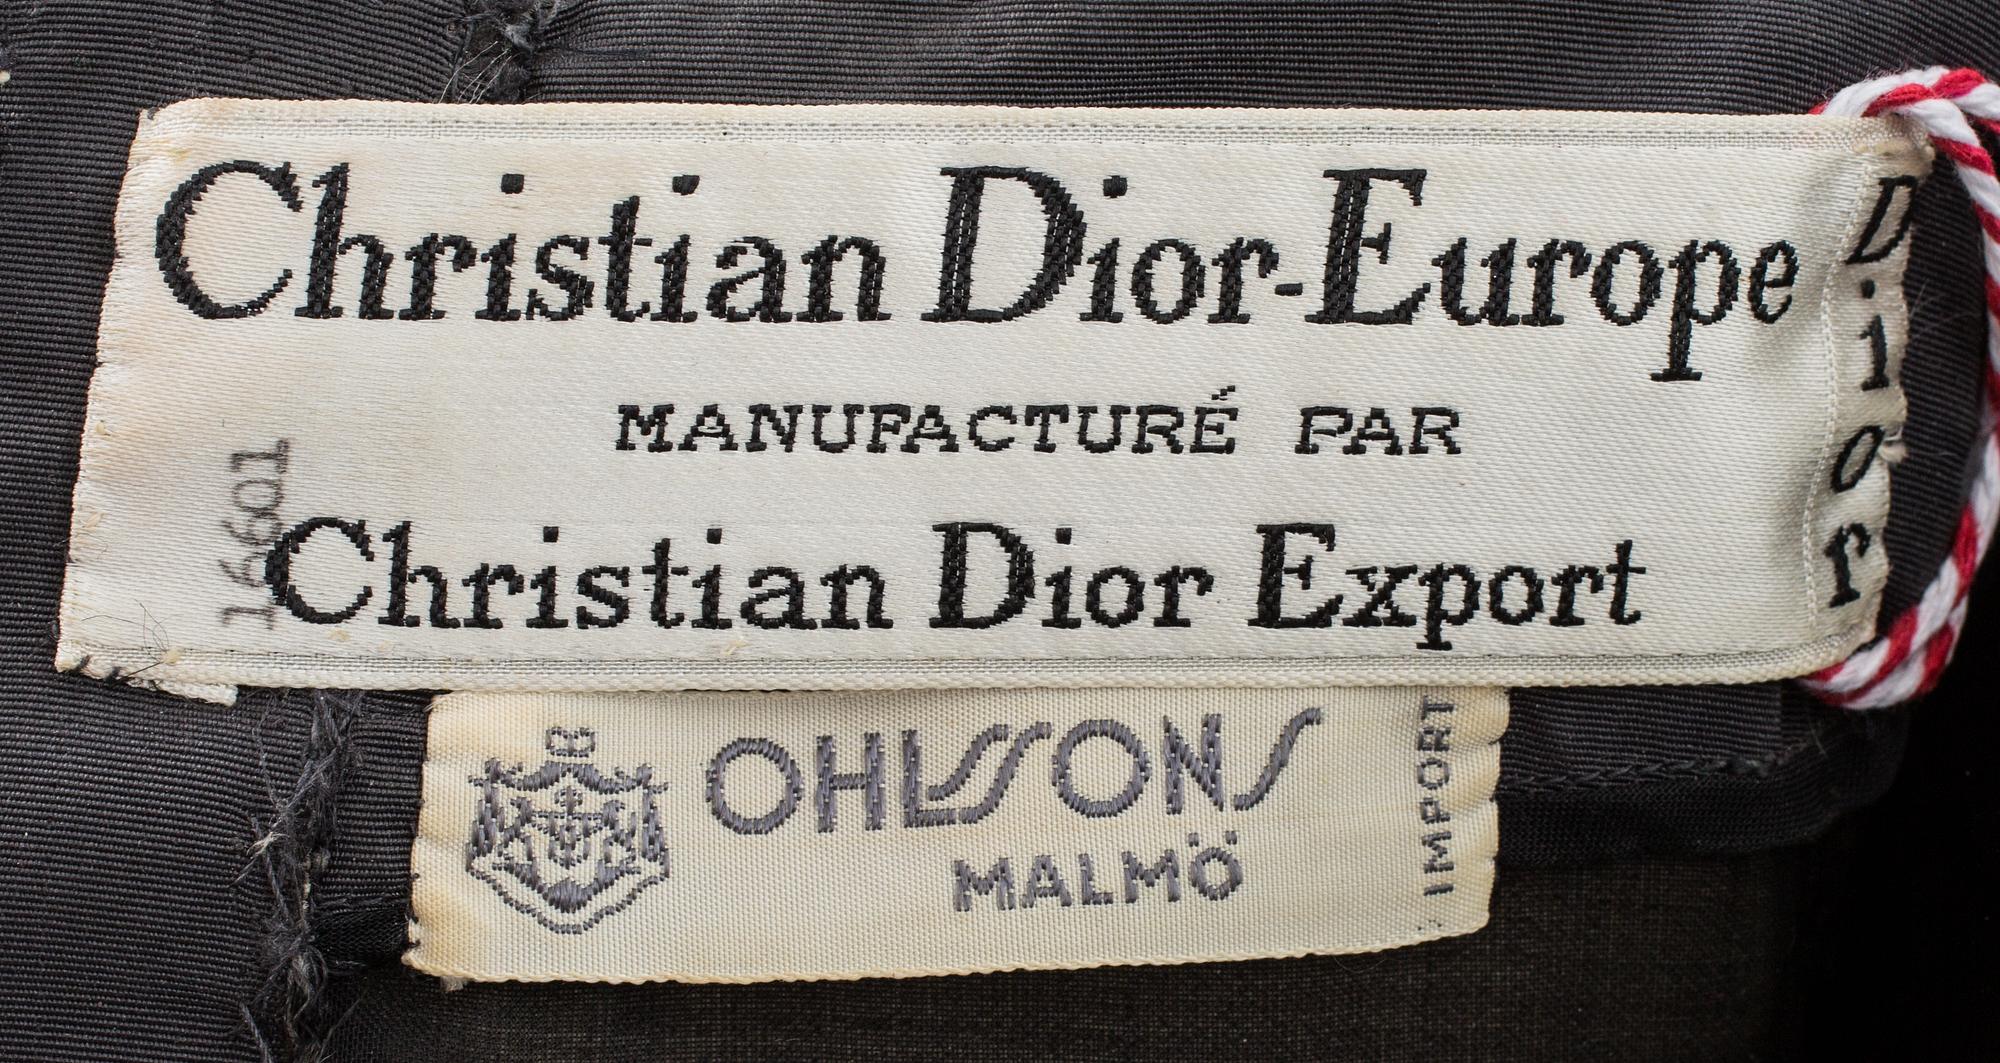 Christian Dior-Europe
MANUFACTURÉ PAR
Christian Dior Export
16601
Dior
OHLSSONS
MALMÖ
IMPORT